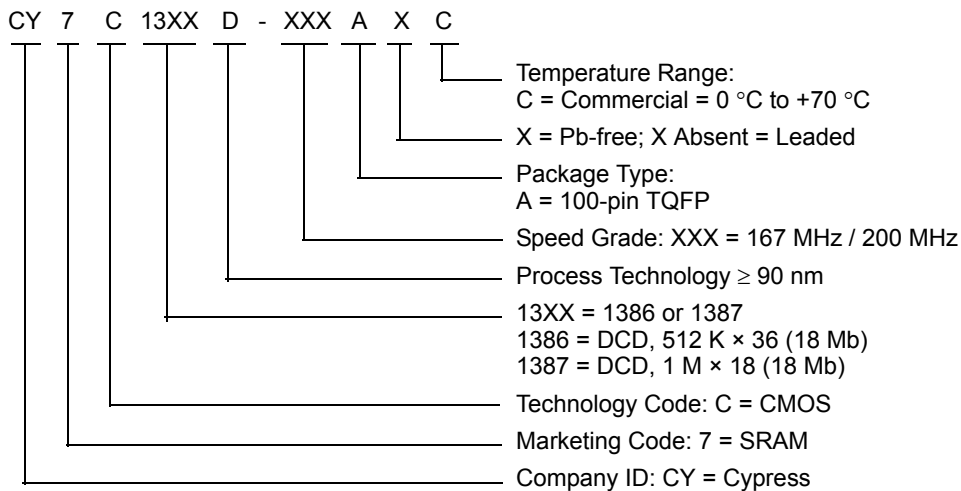 CY 7 C 13XX D - XXX A X C
Temperature Range:
C = Commercial = 0 °C to +70 °C
X = Pb-free; X Absent = Leaded
Package Type:
A = 100-pin TQFP
Speed Grade: XXX = 167 MHz / 200 MHz
Process Technology ≥ 90 nm
13XX = 1386 or 1387
1386 = DCD, 512 K × 36 (18 Mb)
1387 = DCD, 1 M × 18 (18 Mb)
Technology Code: C = CMOS
Marketing Code: 7 = SRAM
Company ID: CY = Cypress